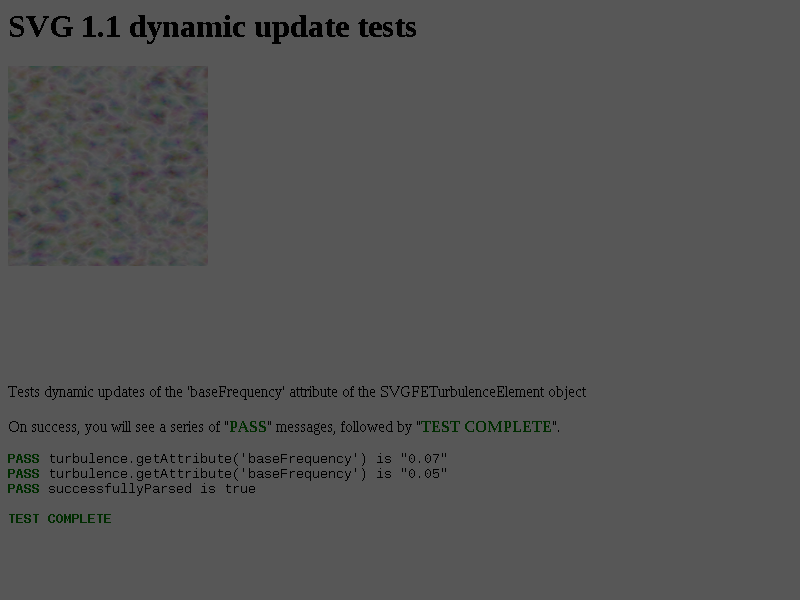 SVG 1.1 dynamic update tests
Tests dynamic updates of the 'baseFrequency' attribute of the SVGFETurbulenceElement object
On success, you will see a series of "PASS" messages, followed by "TEST COMPLETE".
PASS turbulence.getAttribute('baseFrequency') is "0.07"
PASS turbulence.getAttribute('baseFrequency') is "0.05"
PASS successfullyParsed is true
TEST COMPLETE